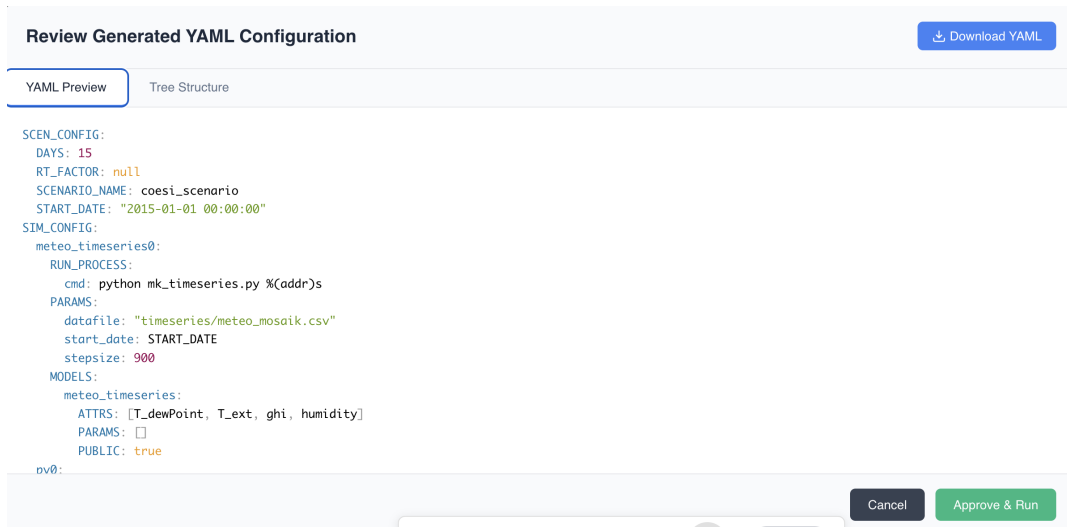 Review Generated YAML Configuration
Download YAML
YAML Preview
Tree Structure
SCEN_CONFIG:
DAYS: 15
RT_FACTOR: null
SCENARIO_NAME: coesi_scenario
START_DATE: "2015-01-01 00:00:00"
SIM_CONFIG:
meteo_timeseries0:
RUN_PROCESS:
cmd: python mk_timeseries.py %(addr)s
PARAMS:
datafile: "timeseries/meteo_mosaik.csv"
start_date: START_DATE
stepsize: 900
MODELS:
meteo_timeseries:
ATTRS: [T_dewPoint, T_ext, ghi, humidity]
PARAMS: []
PUBLIC: true
pv0:
Cancel
Approve & Run